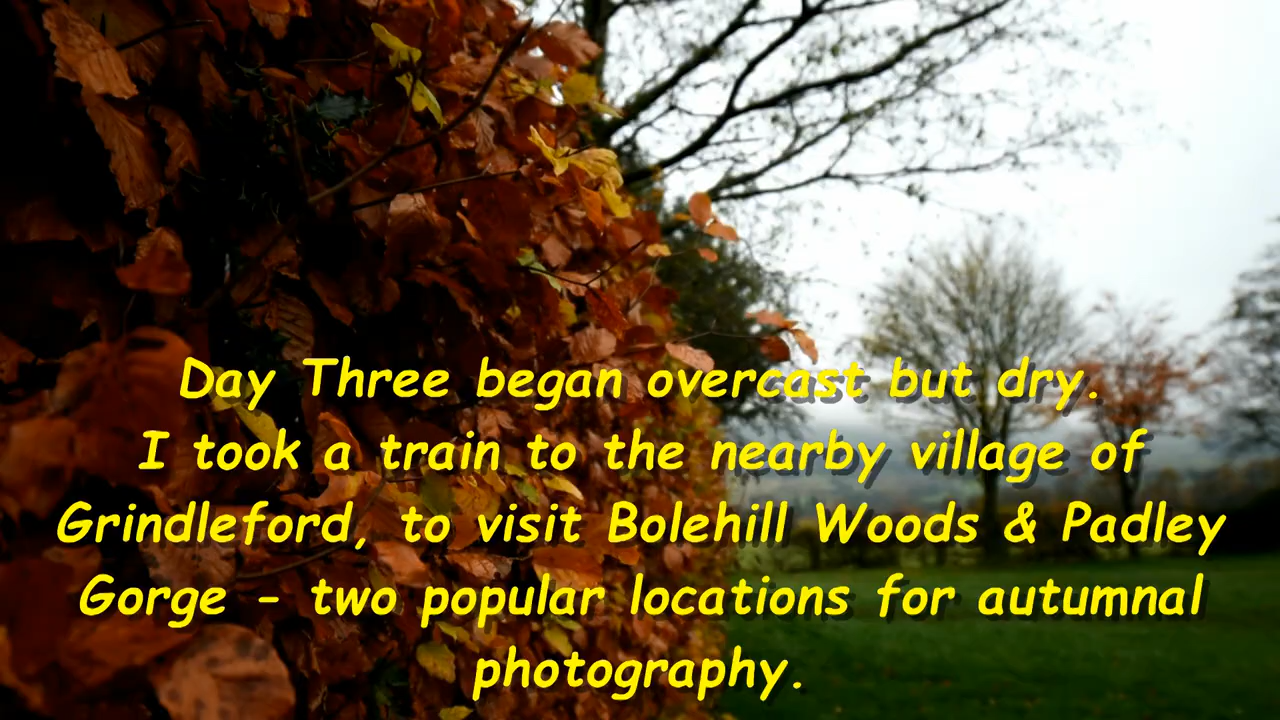 Day Three began overcast but dry.
I took a train to the nearby village of
Grindleford, to visit Bolehill Woods & Padley
Gorge - two popular locations for autumnal
photography.